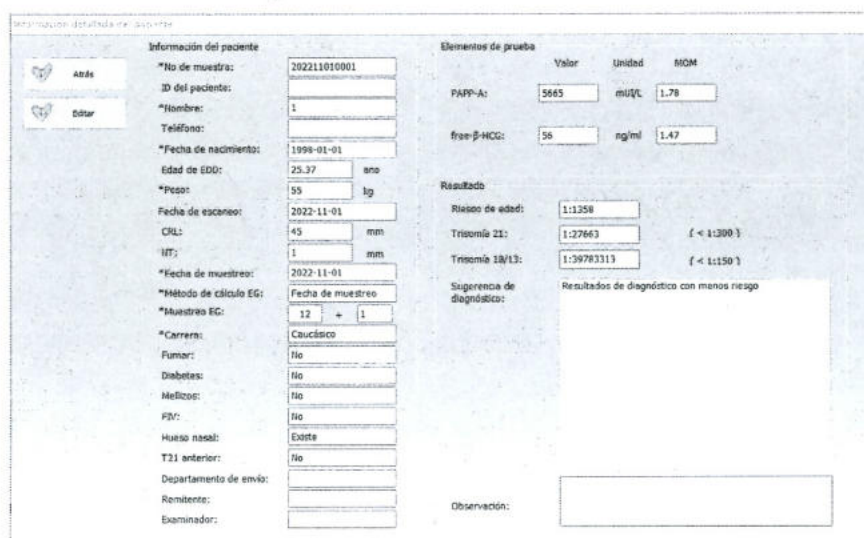 Información detallada del paciente
Atrás
Editar
Información del paciente
*No de muestra: 202211010001
ID del paciente:
*Nombre: 1
Teléfono:
*Fecha de nacimiento: 1998-01-01
Edad de EDD: 25.37 ano
*Peso: 55 kg
Fecha de escaneo: 2022-11-01
CRL: 45 mm
NT: 1 mm
*Fecha de muestreo: 2022-11-01
*Método de cálculo EG: Fecha de muestreo
*Muestreo EG: 12 + 1
*Carrera: Caucásico
Fumar: No
Diabetes: No
Mellizos: No
FIV: No
Hueso nasal: Existe
T21 anterior: No
Departamento de envío:
Remitente:
Examinador:
Elementos de prueba
Valor Unidad MOM
PAPP-A: 5665 mUI/L 1.78
free-β-HCG: 56 ng/ml 1.47
Resultado
Riesgo de edad: 1:1358
Trisomía 21: 1:27663 ( < 1:300 )
Trisomía 18/13: 1:39783313 ( < 1:150 )
Sugerencia de
diagnóstico:
Resultados de diagnóstico con menos riesgo
Observación: